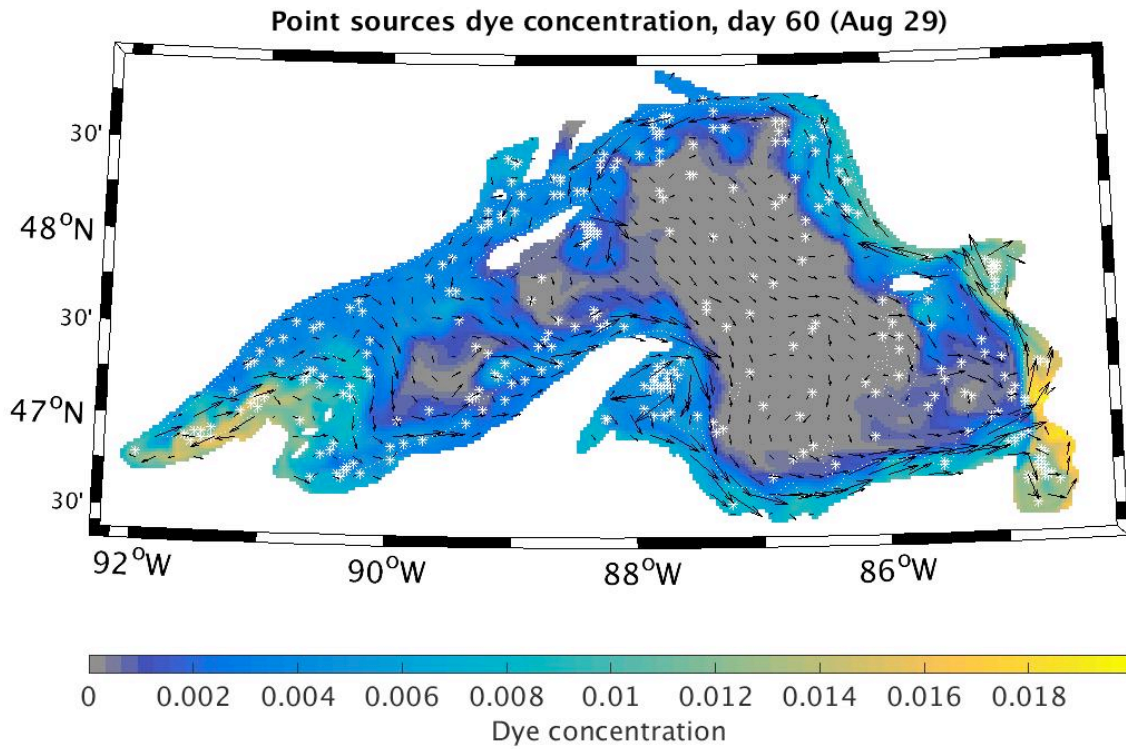 Point sources dye concentration, day 60 (Aug 29)
30'
48°N
30'
47°N
30'
92°W 90°W 88°W 86°W
0 0.002 0.004 0.006 0.008 0.01 0.012 0.014 0.016 0.018
Dye concentration